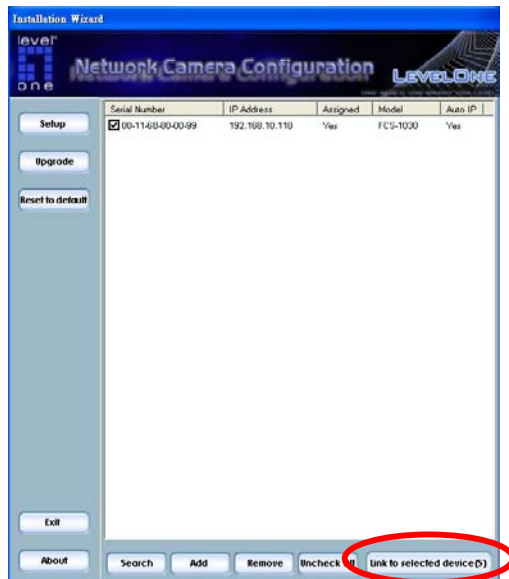 Installation Wizard
level one
Network Camera Configuration
LEVELONE
Serial Number IP Address Assigned Model Auto IP
00-11-68-00-00-99 192.168.10.110 Yes FCS-1030 Yes
Setup
Upgrade
Reset to default
Exit
About
Search Add Remove Uncheck Link to selected device(S)